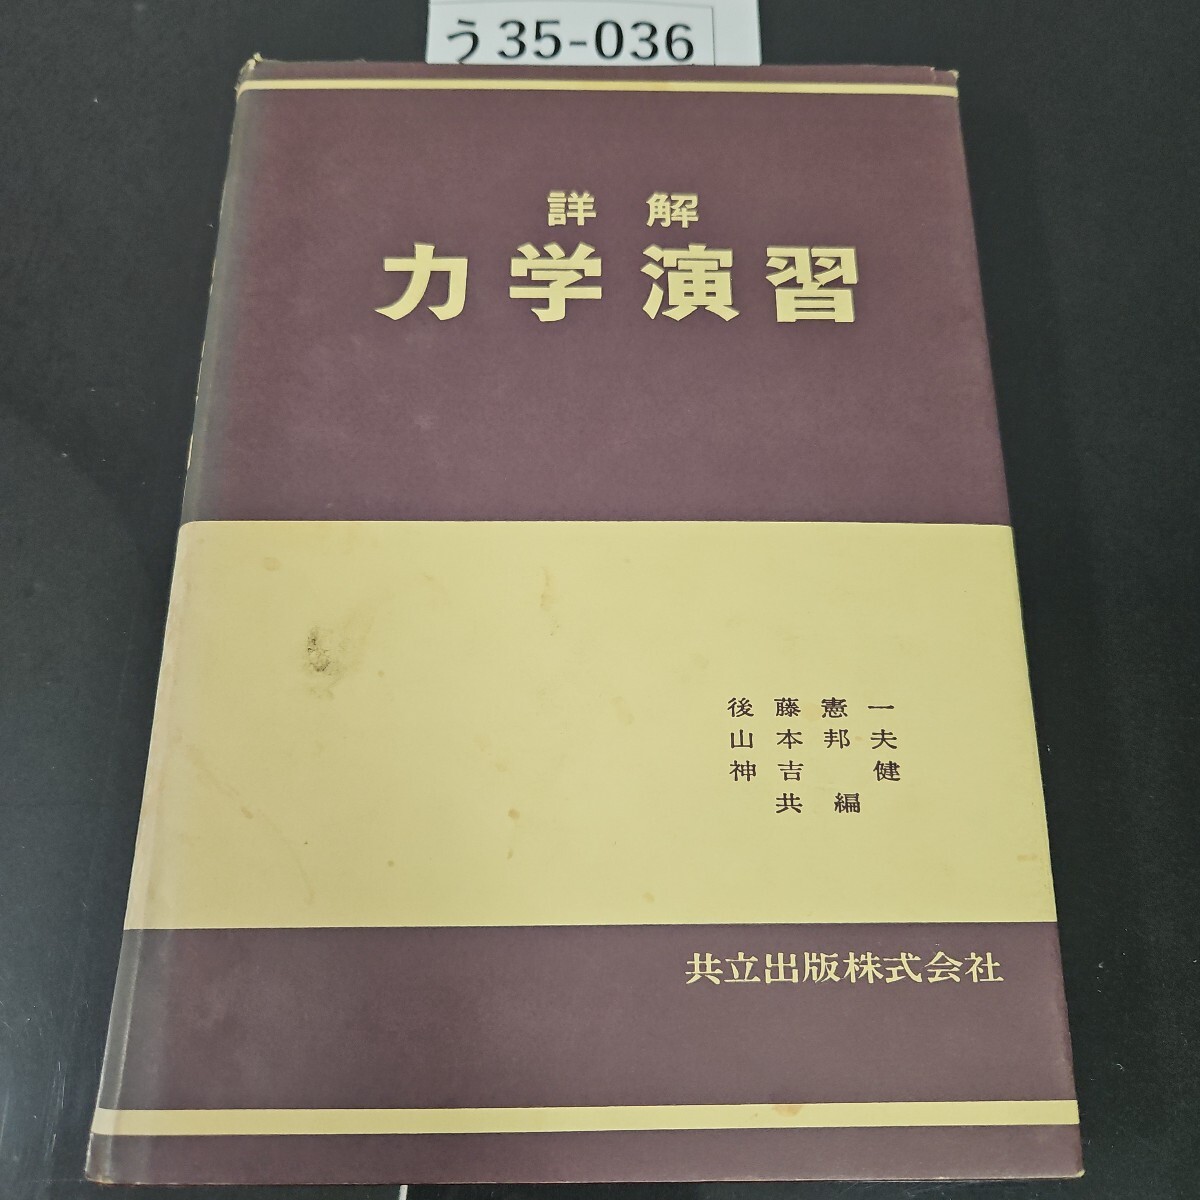 う35-036
詳解
力学演習
後藤憲一
山本邦夫
神吉健
共編
共立出版株式会社